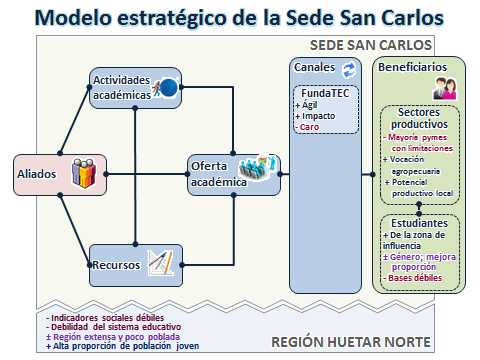 Modelo estratégico de la Sede San Carlos
SEDE SAN CARLOS
Actividades
académicas
Aliados
Oferta
académica
Recursos
Canales
FundaTEC
+ Ágil
+ Impacto
- Caro
Beneficiarios
Sectores
productivos
- Mayoría pymes
con limitaciones
+ Vocación
agropecuaria
+ Potencial
productivo local
Estudiantes
+ De la zona de
influencia
± Género; mejora
proporción
- Bases débiles
- Indicadores sociales débiles
- Debilidad del sistema educativo
± Región extensa y poco poblada
+ Alta proporción de población joven
REGIÓN HUETAR NORTE